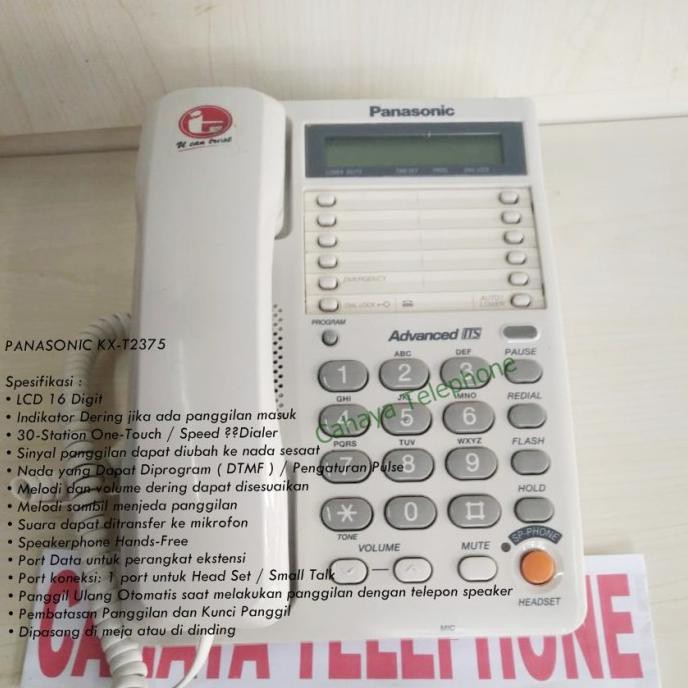 Panasonic
U can trust
EMERGENCY
DIAL LOCK
AUTO/
LOWER
PROGRAM
Advanced ITS
PAUSE
ABC DEF
1 2 3
REDIAL
GHI JKL MNO
4 5 6
FLASH
PQRS TUV WXYZ
7 8 9
HOLD
* 0 #
TONE
SP-PHONE
VOLUME MUTE
HEADSET
MIC
Cahaya Telephone
PANASONIC KX-T2375
Spesifikasi :
• LCD 16 Digit
• Indikator Dering jika ada panggilan masuk
• 30-Station One-Touch / Speed ??Dialer
• Sinyal panggilan dapat diubah ke nada sesaat
• Nada yang Dapat Diprogram ( DTMF ) / Pengaturan Pulse
• Melodi dan volume dering dapat disesuaikan
• Melodi sambil menjeda panggilan
• Suara dapat ditransfer ke mikrofon
• Speakerphone Hands-Free
• Port Data untuk perangkat ekstensi
• Port koneksi: 1 port untuk Head Set / Small Talk
• Panggil Ulang Otomatis saat melakukan panggilan dengan telepon speaker
• Pembatasan Panggilan dan Kunci Panggil
• Dipasang di meja atau di dinding
CAHAYA TELEPHONE